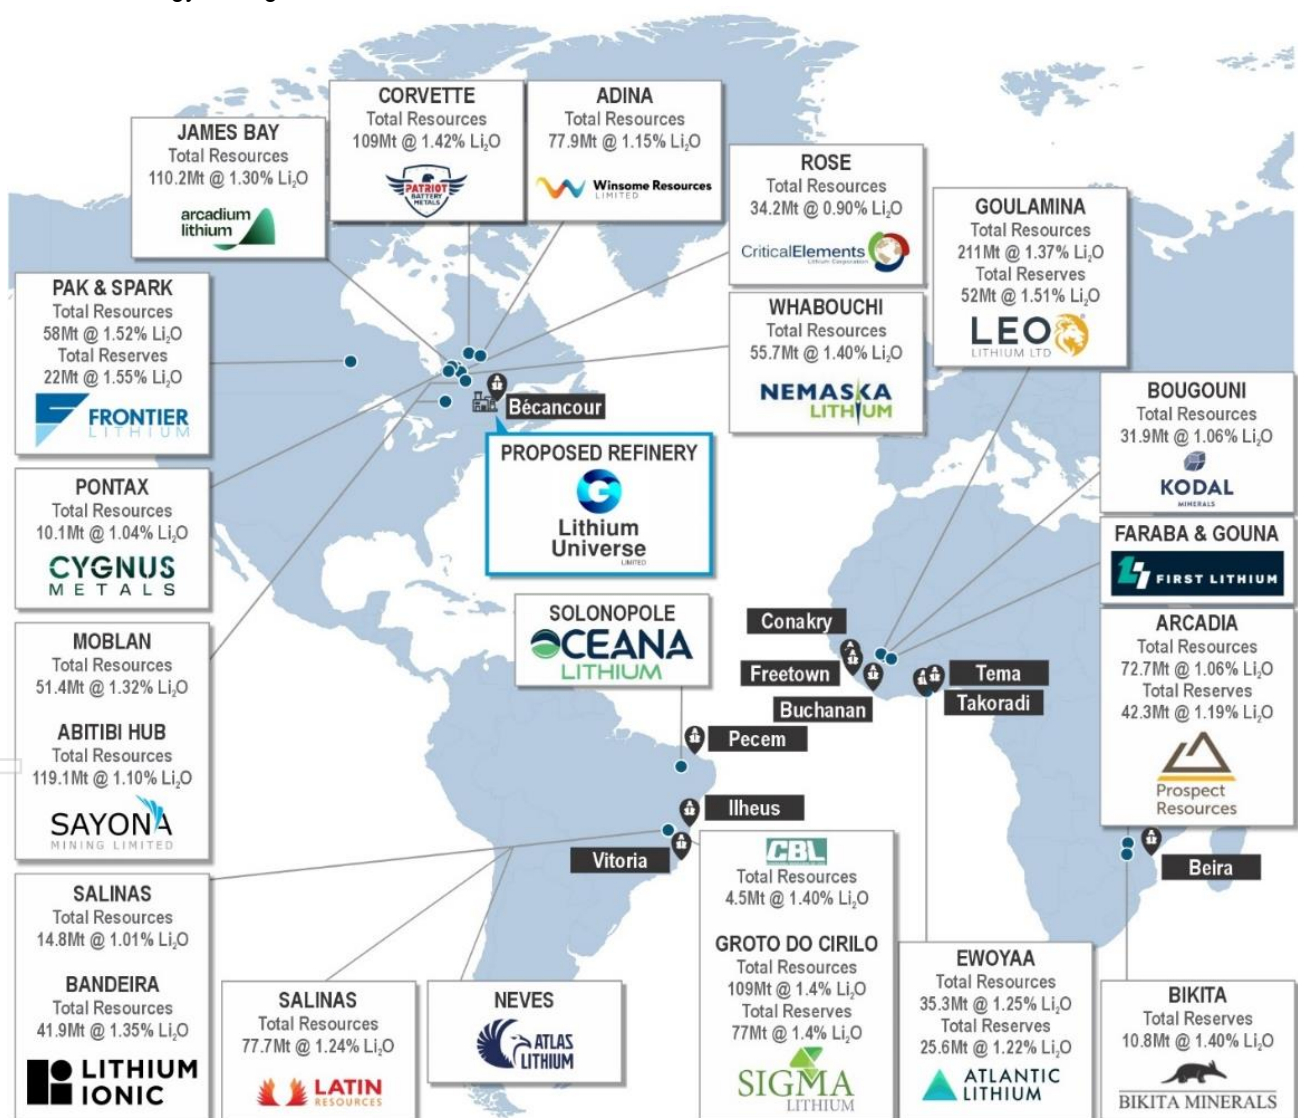 CORVETTE
Total Resources
109Mt @ 1.42% Li₂O
PATRIOT
BATTERY
METALS
ADINA
Total Resources
77.9Mt @ 1.15% Li₂O
Winsome Resources
LIMITED
JAMES BAY
Total Resources
110.2Mt @ 1.30% Li₂O
arcadium
lithium
ROSE
Total Resources
34.2Mt @ 0.90% Li₂O
CriticalElements
Lithium Corporation
GOULAMINA
Total Resources
211Mt @ 1.37% Li₂O
Total Reserves
52Mt @ 1.51% Li₂O
LEO
LITHIUM LTD
PAK & SPARK
Total Resources
58Mt @ 1.52% Li₂O
Total Reserves
22Mt @ 1.55% Li₂O
FRONTIER
LITHIUM
WHABOUCHI
Total Resources
55.7Mt @ 1.40% Li₂O
NEMASKA
LITHIUM
BOUGOUNI
Total Resources
31.9Mt @ 1.06% Li₂O
KODAL
MINERALS
Bécancour
PROPOSED REFINERY
Lithium
Universe
LIMITED
PONTAX
Total Resources
10.1Mt @ 1.04% Li₂O
CYGNUS
METALS
FARABA & GOUNA
FIRST LITHIUM
SOLONOPOLE
OCEANA
LITHIUM
Conakry
Freetown
Buchanan
Tema
Takoradi
ARCADIA
Total Resources
72.7Mt @ 1.06% Li₂O
Total Reserves
42.3Mt @ 1.19% Li₂O
Prospect
Resources
MOBLAN
Total Resources
51.4Mt @ 1.32% Li₂O
ABITIBI HUB
Total Resources
119.1Mt @ 1.10% Li₂O
SAYONA
MINING LIMITED
Pecem
Ilheus
Vitoria
Beira
CBL
Total Resources
4.5Mt @ 1.40% Li₂O
GROTO DO CIRILO
Total Resources
109Mt @ 1.4% Li₂O
Total Reserves
77Mt @ 1.4% Li₂O
SIGMA
LITHIUM
SALINAS
Total Resources
14.8Mt @ 1.01% Li₂O
BANDEIRA
Total Resources
41.9Mt @ 1.35% Li₂O
LITHIUM
IONIC
SALINAS
Total Resources
77.7Mt @ 1.24% Li₂O
LATIN
RESOURCES
NEVES
ATLAS
LITHIUM
EWOYAA
Total Resources
35.3Mt @ 1.25% Li₂O
Total Reserves
25.6Mt @ 1.22% Li₂O
ATLANTIC
LITHIUM
BIKITA
Total Reserves
10.8Mt @ 1.40% Li₂O
BIKITA MINERALS